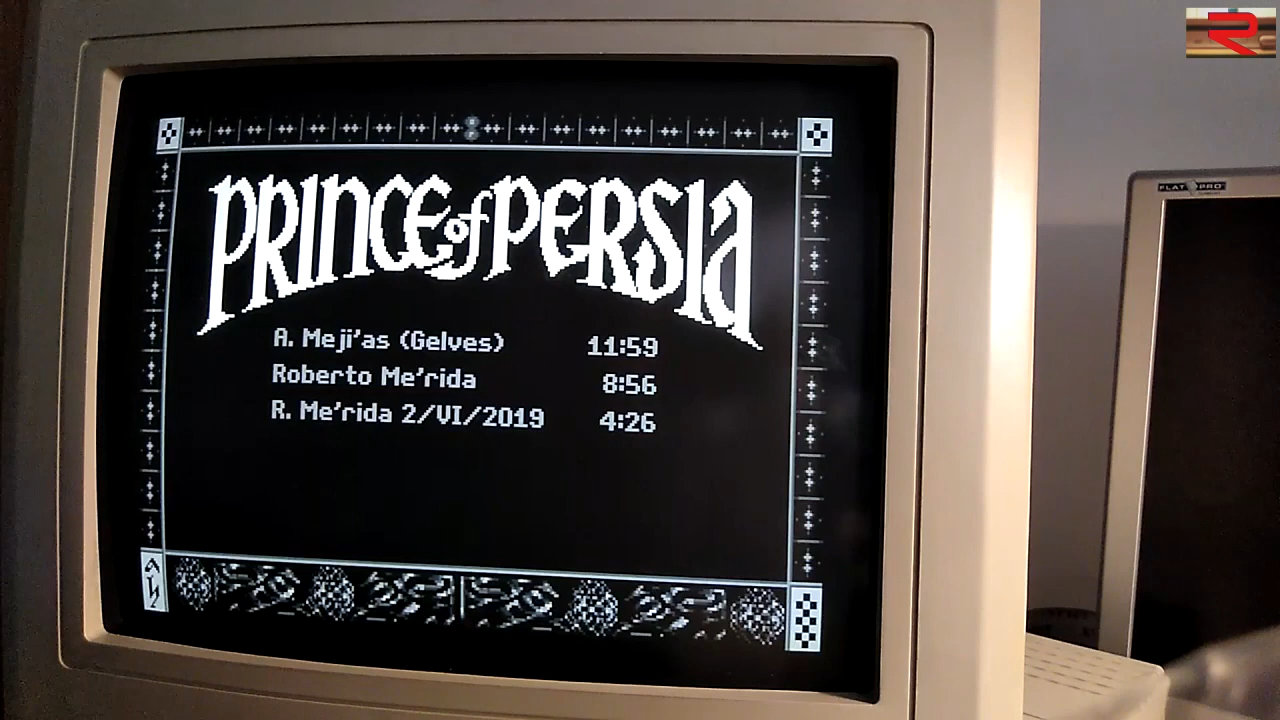 PRINCE of PERSIA
A. Meji'as (Gelves) 11:59
Roberto Me'rida 8:56
R. Me'rida 2/VI/2019 4:26
FLAT PRO
R